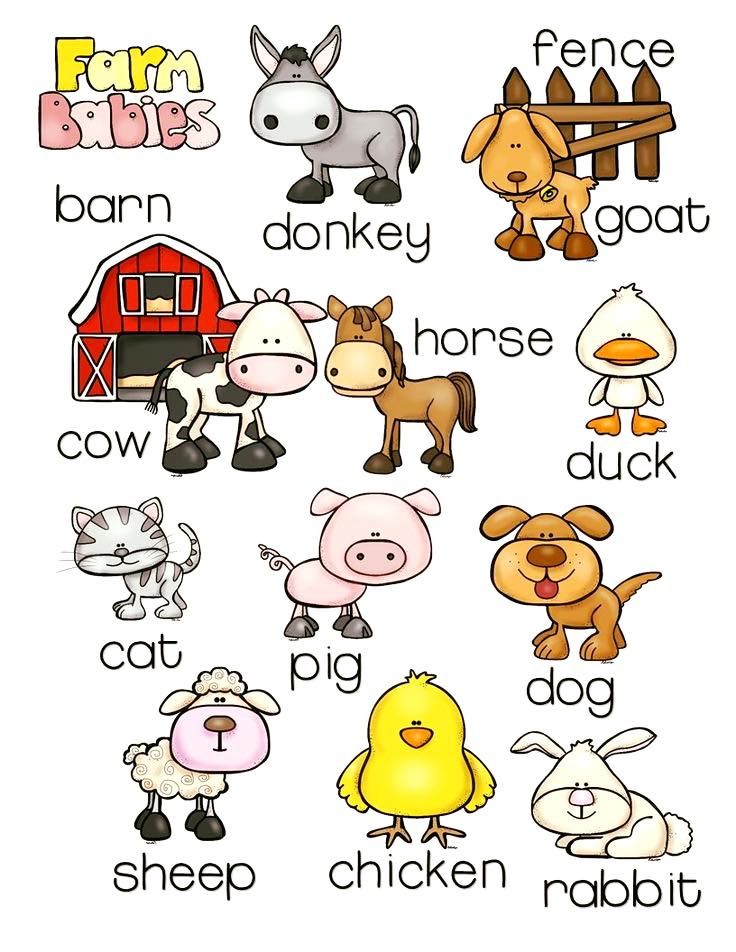 Farm
Babies
fence
barn
donkey
goat
horse
cow
duck
cat
pig
dog
sheep
chicken
rabbit